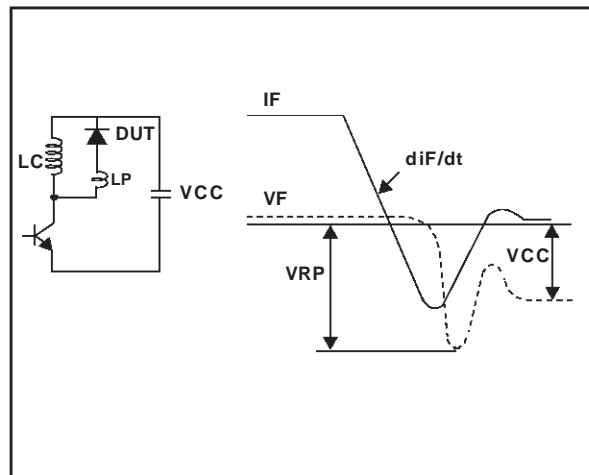 DUT
LC
LP
VCC
IF
diF/dt
VF
VRP
VCC